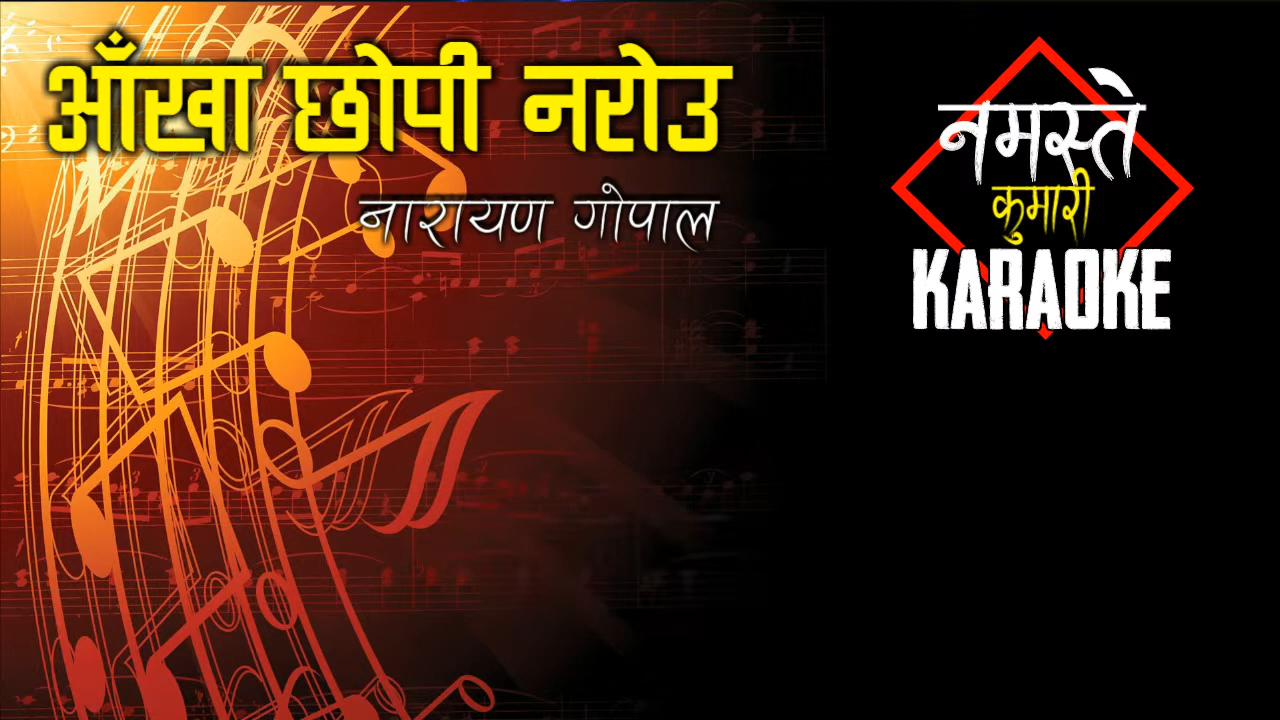 आँखा छोपी नरोउ
नारायण गोपाल
नमस्ते
कुमारी
KARAOKE